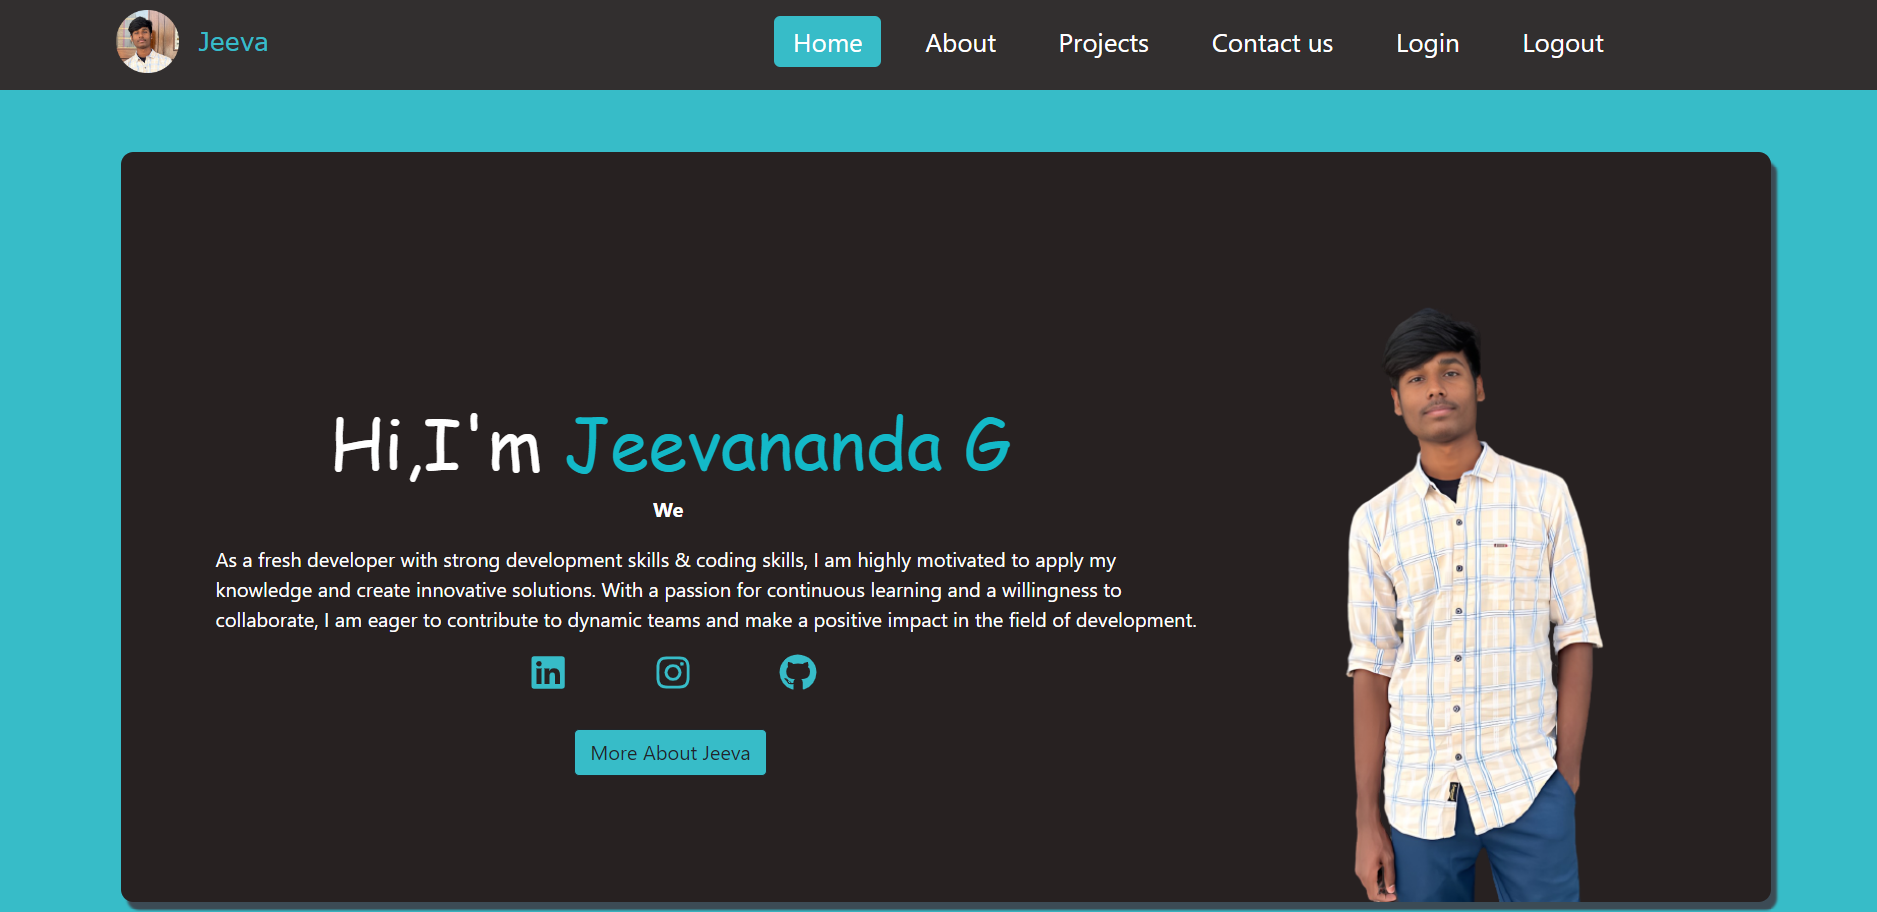 Jeeva
Home About Projects Contact us Login Logout
Hi,I'm Jeevananda G
We
As a fresh developer with strong development skills & coding skills, I am highly motivated to apply my
knowledge and create innovative solutions. With a passion for continuous learning and a willingness to
collaborate, I am eager to contribute to dynamic teams and make a positive impact in the field of development.
in
More About Jeeva